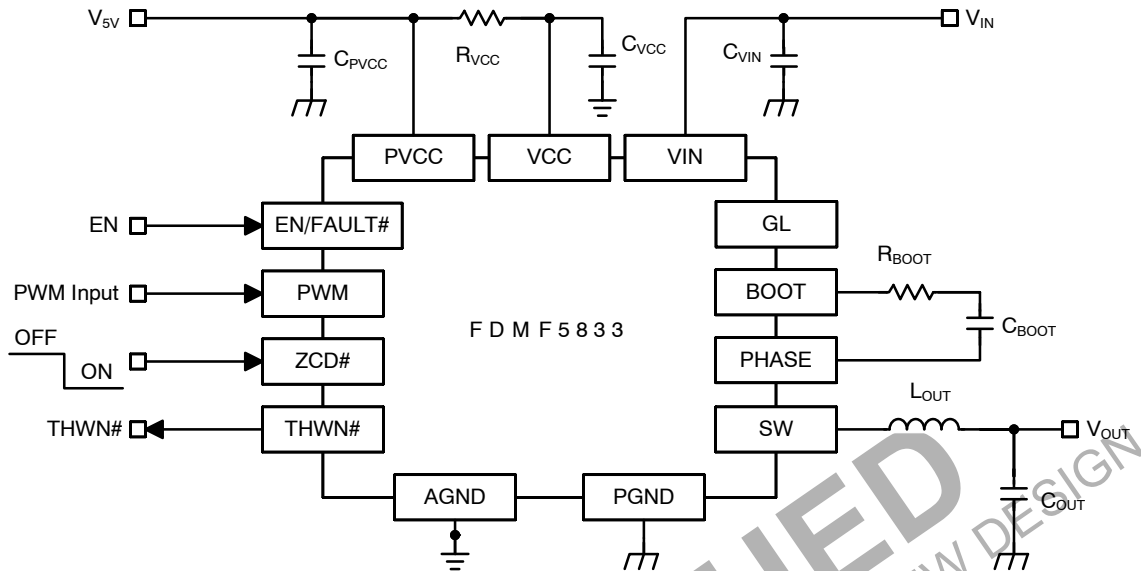 V5V
CPVCC
RVCC
CVCC
CVIN
VIN
PVCC
VCC
VIN
EN
EN/FAULT#
GL
RBOOT
PWM Input
PWM
BOOT
CBOOT
FDMF5833
OFF
ON
ZCD#
PHASE
LOUT
THWN#
THWN#
SW
VOUT
COUT
AGND
PGND
DESIGN